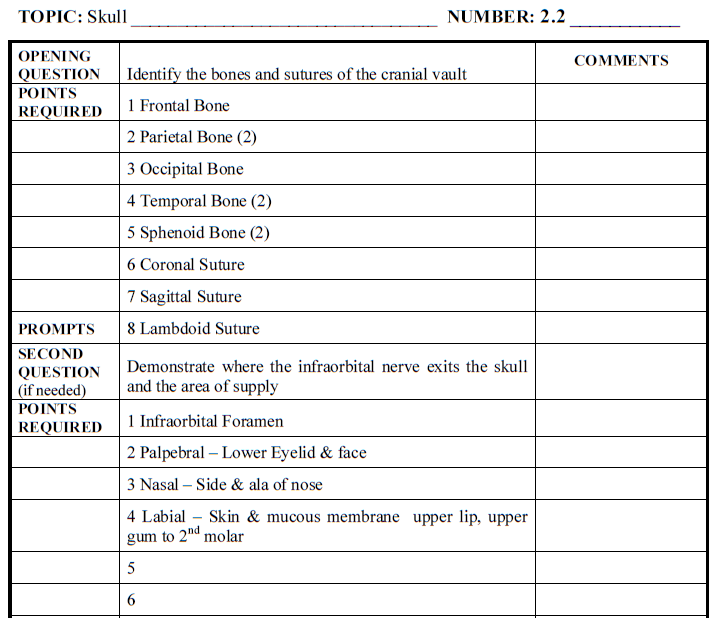 TOPIC: Skull NUMBER: 2.2
OPENING QUESTION Identify the bones and sutures of the cranial vault COMMENTS
POINTS REQUIRED 1 Frontal Bone
2 Parietal Bone (2)
3 Occipital Bone
4 Temporal Bone (2)
5 Sphenoid Bone (2)
6 Coronal Suture
7 Sagittal Suture
PROMPTS 8 Lambdoid Suture
SECOND QUESTION (if needed) Demonstrate where the infraorbital nerve exits the skull
and the area of supply
POINTS REQUIRED 1 Infraorbital Foramen
2 Palpebral – Lower Eyelid & face
3 Nasal – Side & ala of nose
4 Labial – Skin & mucous membrane upper lip, upper
gum to 2nd molar
5
6